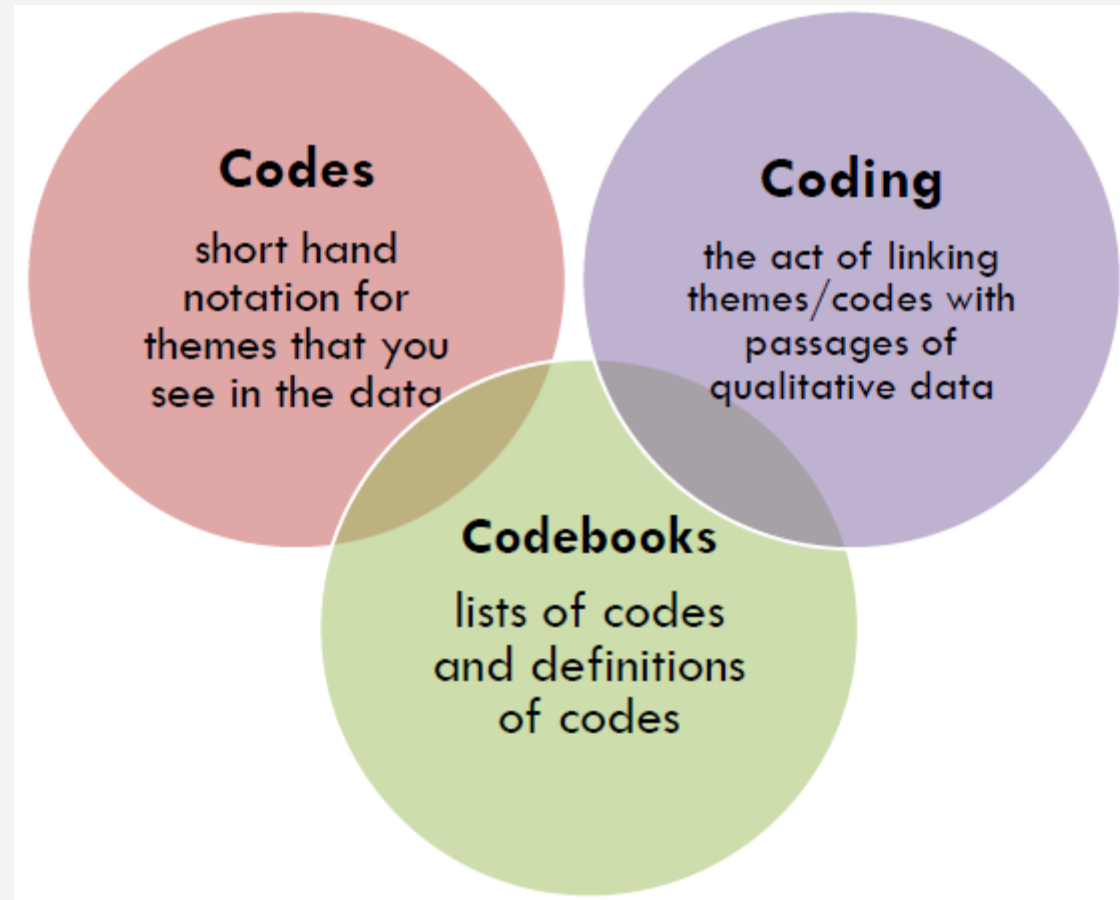 Codes
short hand
notation for
themes that you
see in the data
Coding
the act of linking
themes/codes with
passages of
qualitative data
Codebooks
lists of codes
and definitions
of codes